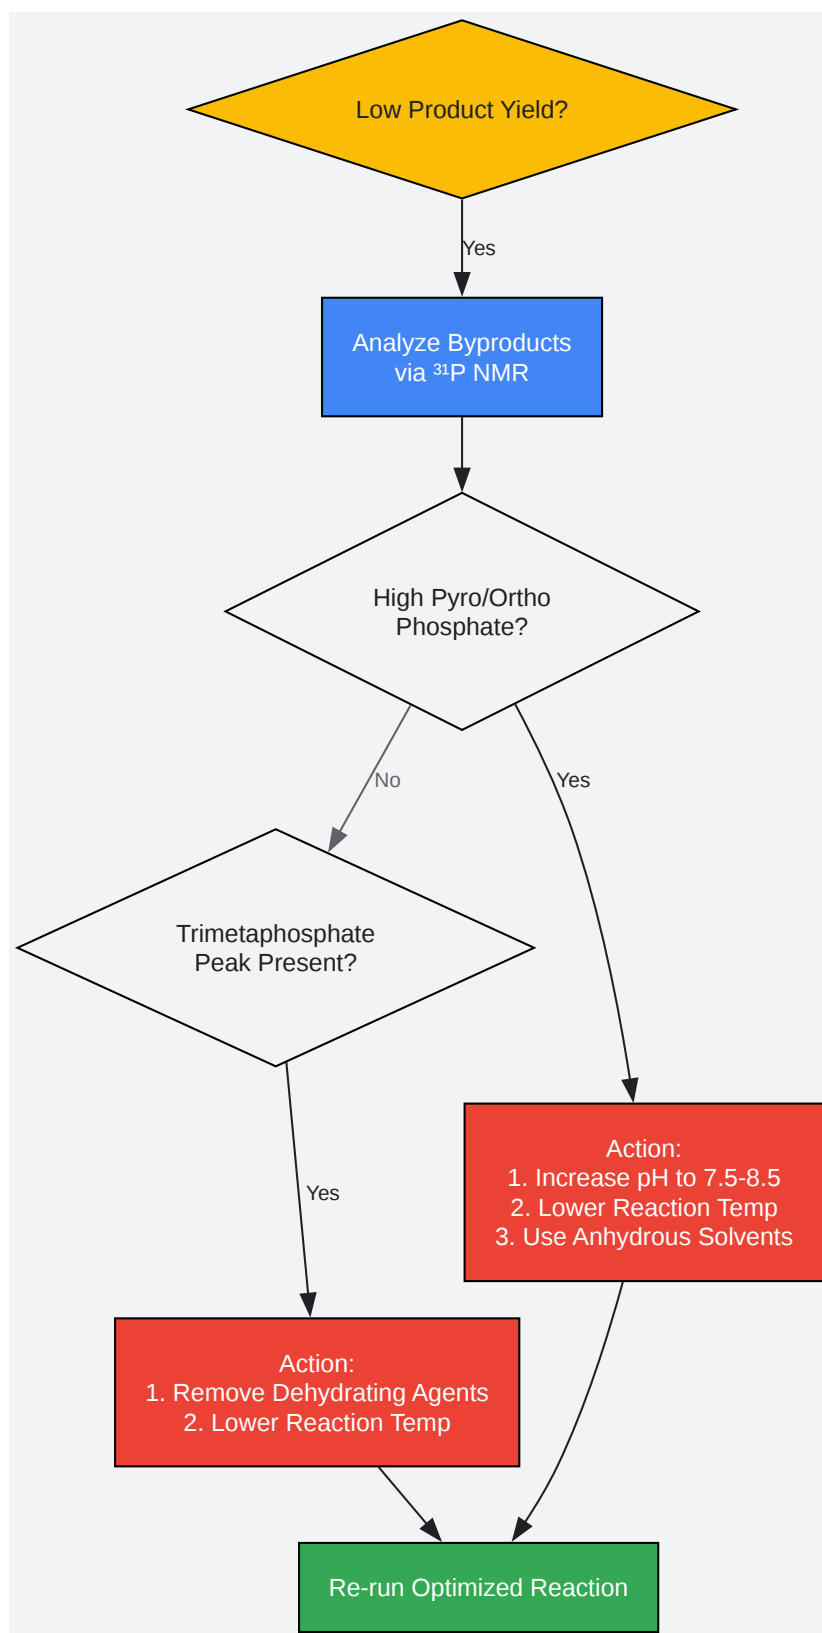 Low Product Yield?
Yes
Analyze Byproducts
via ³¹P NMR
High Pyro/Ortho
Phosphate?
No
Yes
Trimetaphosphate
Peak Present?
Action:
1. Increase pH to 7.5-8.5
2. Lower Reaction Temp
3. Use Anhydrous Solvents
Yes
Action:
1. Remove Dehydrating Agents
2. Lower Reaction Temp
Re-run Optimized Reaction